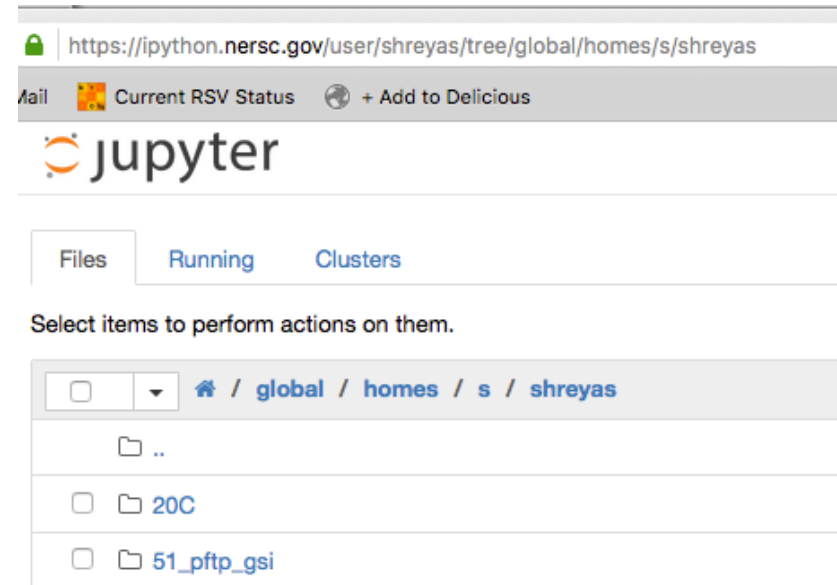 https://ipython.nersc.gov/user/shreyas/tree/global/homes/s/shreyas
Mail Current RSV Status + Add to Delicious
jupyter
Files Running Clusters
Select items to perform actions on them.
/ global / homes / s / shreyas
..
20C
51_pftp_gsi